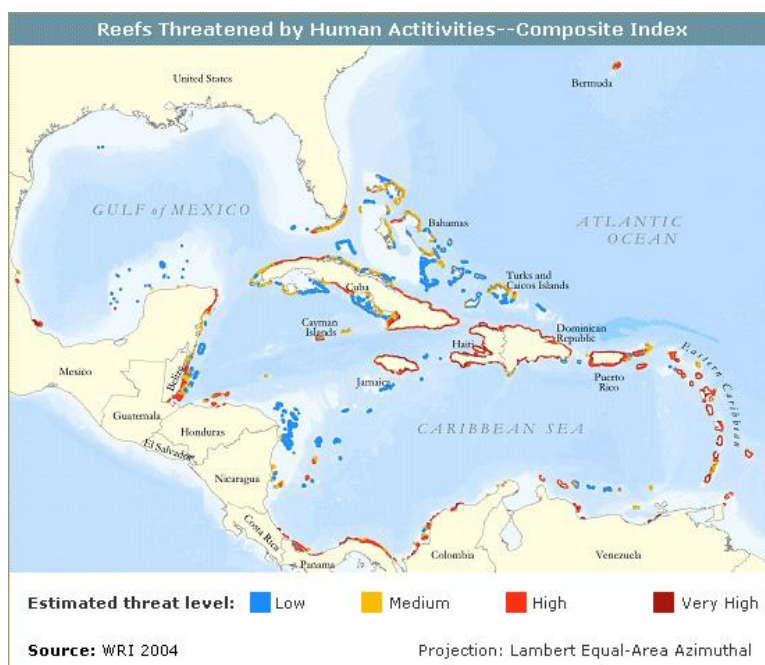 Reefs Threatened by Human Actitivities--Composite Index
United States
Bermuda
GULF of MEXICO
ATLANTIC
OCEAN
Bahamas
Turks and
Caicos Islands
Cuba
Cayman
Islands
Dominican
Republic
Haiti
Jamaica
Puerto
Rico
Eastern Caribbean
Mexico
Belize
Guatemala
Honduras
El Salvador
CARIBBEAN SEA
Nicaragua
Costa Rica
Panama
Colombia
Venezuela
Estimated threat level: Low Medium High Very High
Source: WRI 2004 Projection: Lambert Equal-Area Azimuthal